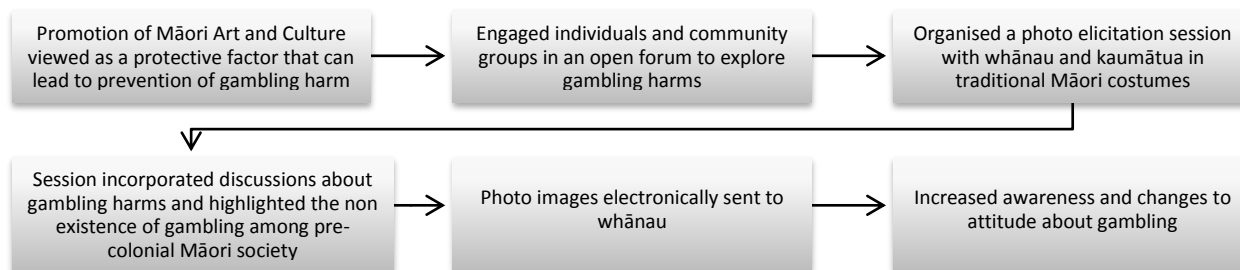 Promotion of Māori Art and Culture
viewed as a protective factor that can
lead to prevention of gambling harm
Engaged individuals and community
groups in an open forum to explore
gambling harms
Organised a photo elicitation session
with whānau and kaumātua in
traditional Māori costumes
Session incorporated discussions about
gambling harms and highlighted the non
existence of gambling among pre-
colonial Māori society
Photo images electronically sent to
whānau
Increased awareness and changes to
attitude about gambling